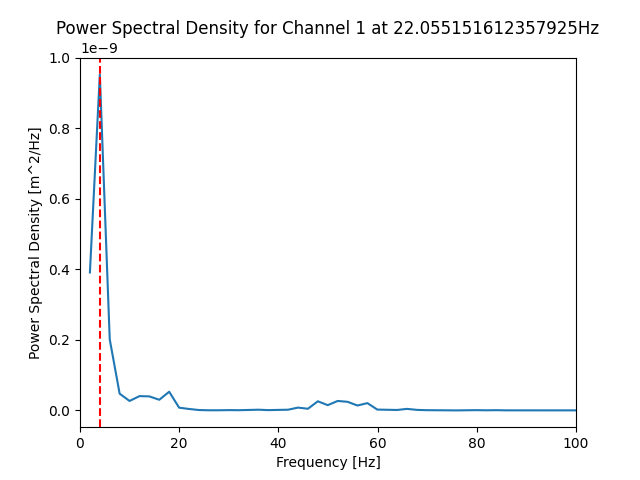 Power Spectral Density for Channel 1 at 22.055151612357925Hz
1e−9
1.0
0.8
0.6
0.4
0.2
0.0
Power Spectral Density [m^2/Hz]
0 20 40 60 80 100
Frequency [Hz]